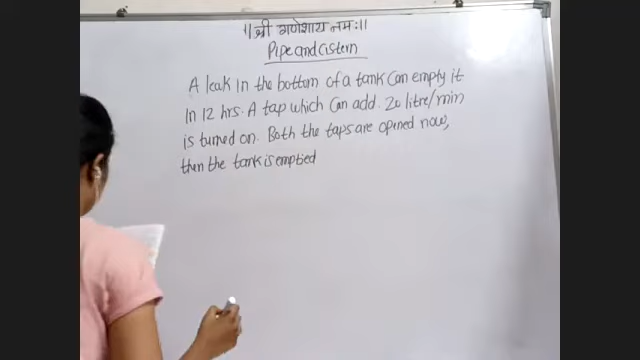 ॥श्री गणेशाय नमः॥
Pipe and Cistern
A leak in the bottom of a tank Can empty it
In 12 hrs. A tap which Can add 20 litre/min
is turned on. Both the taps are opened now,
then the tank is emptied